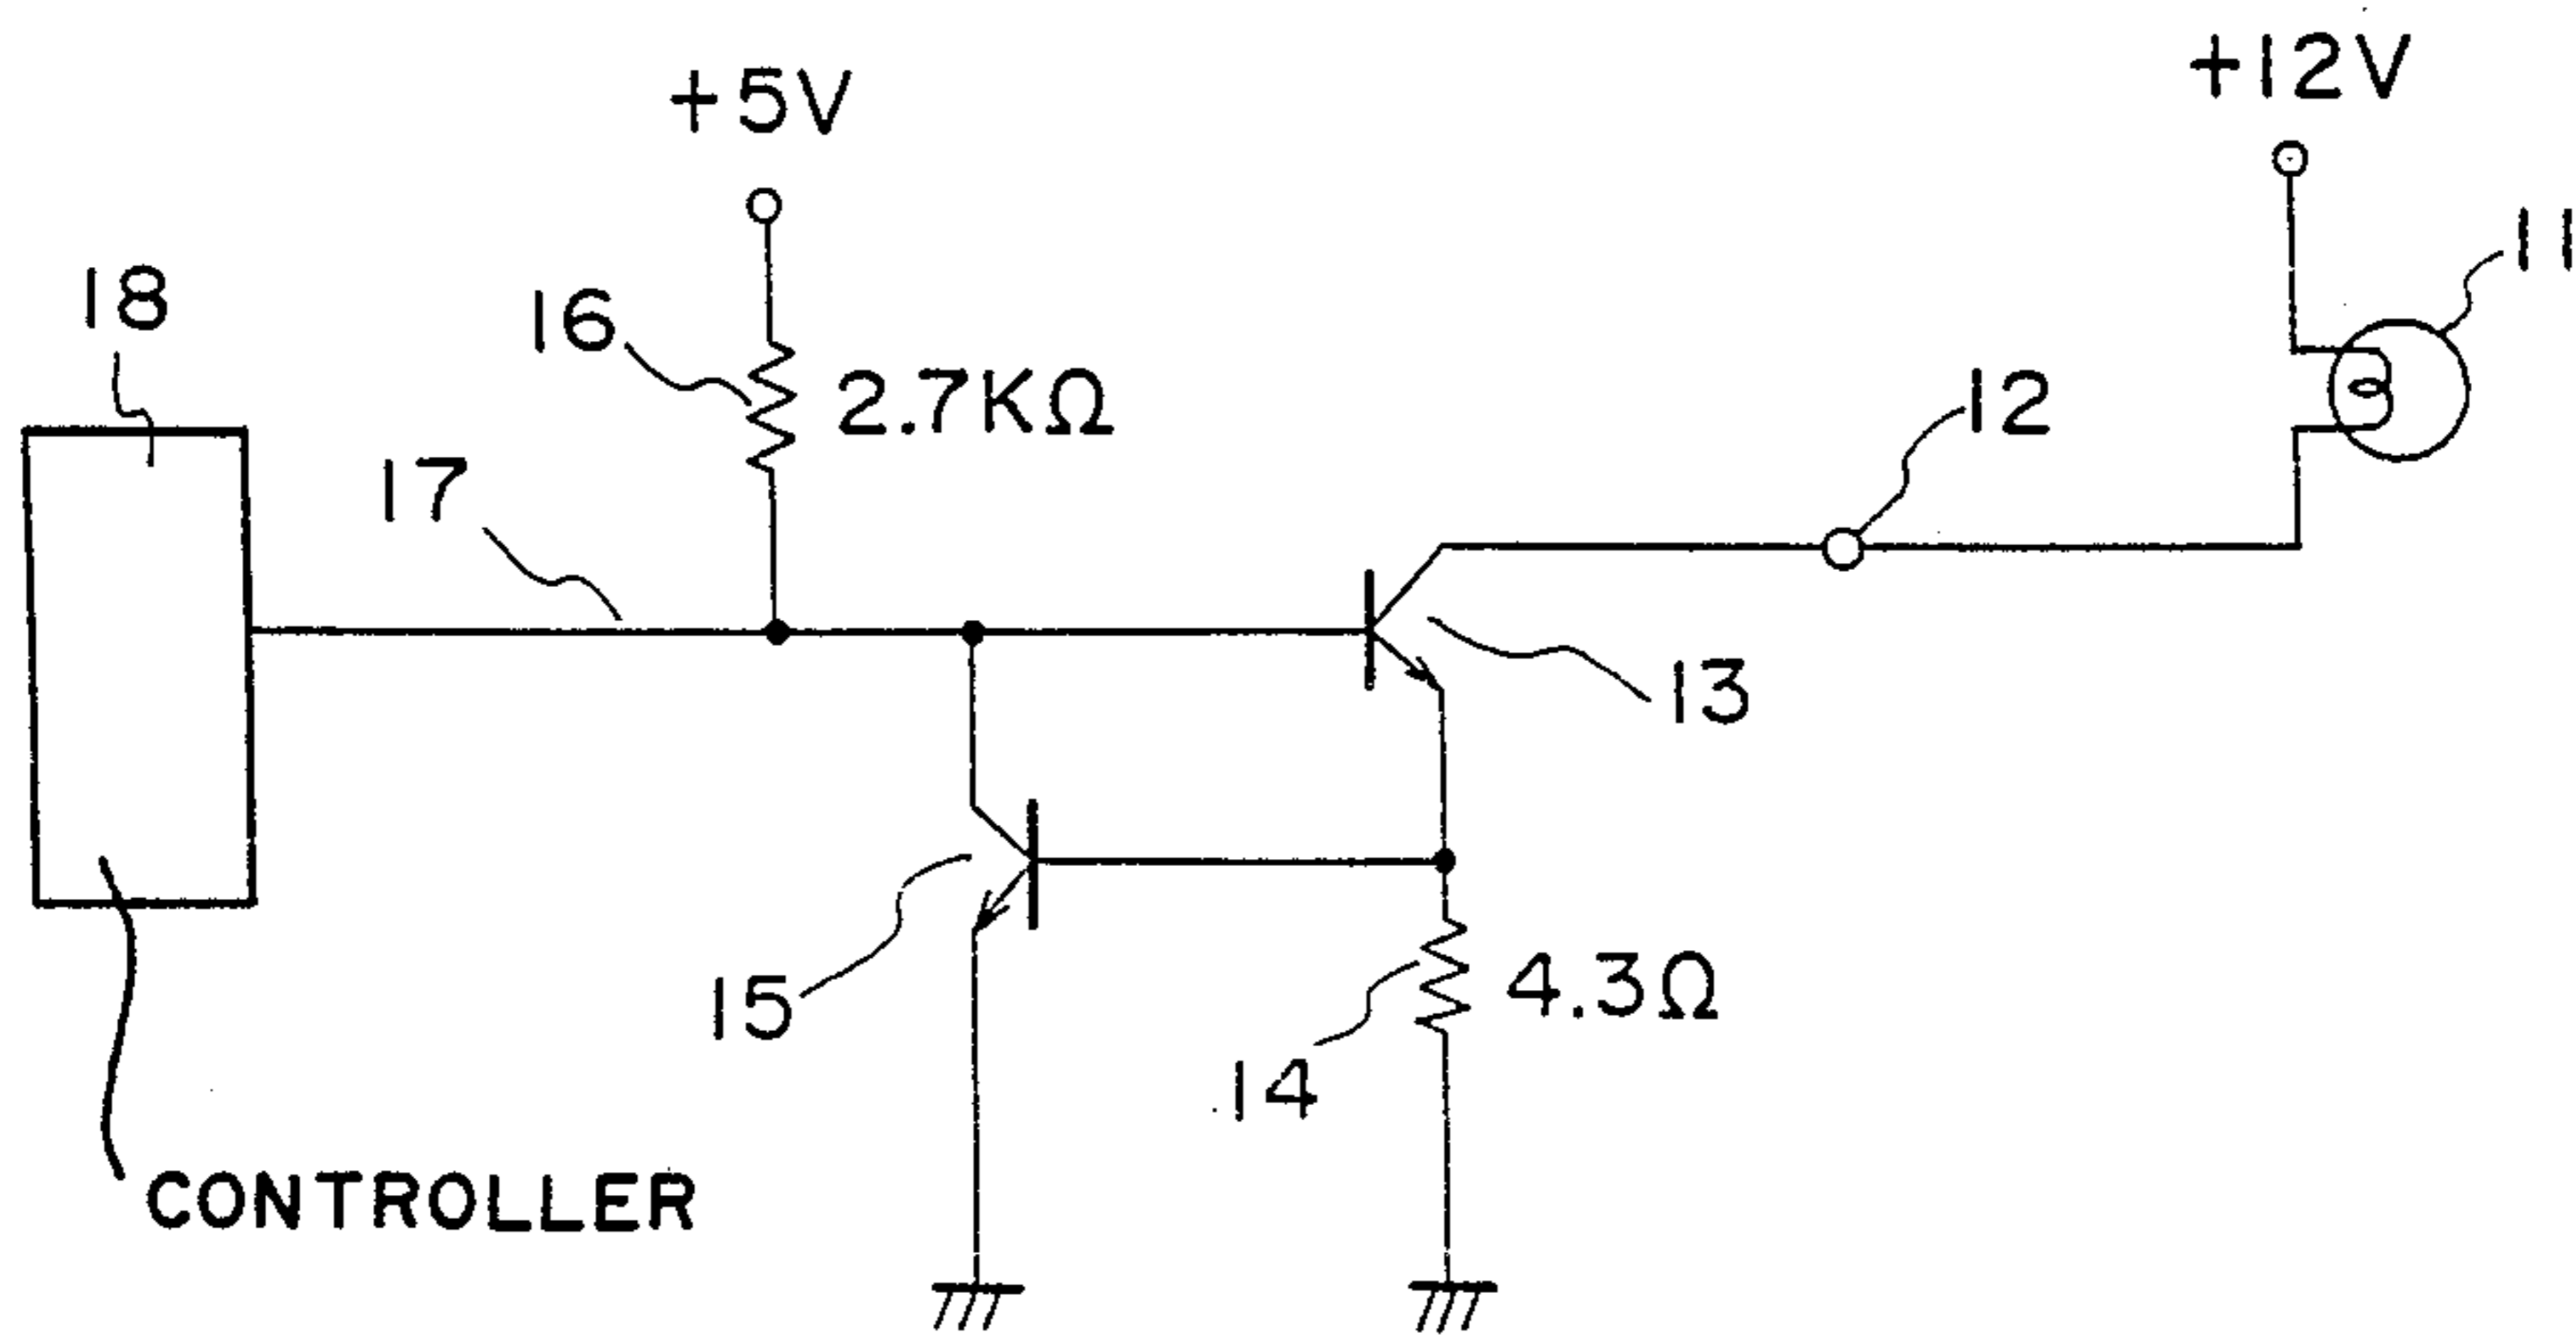 +5V
+12V
11
18
16
2.7KΩ
12
17
13
15
4.3Ω
14
CONTROLLER